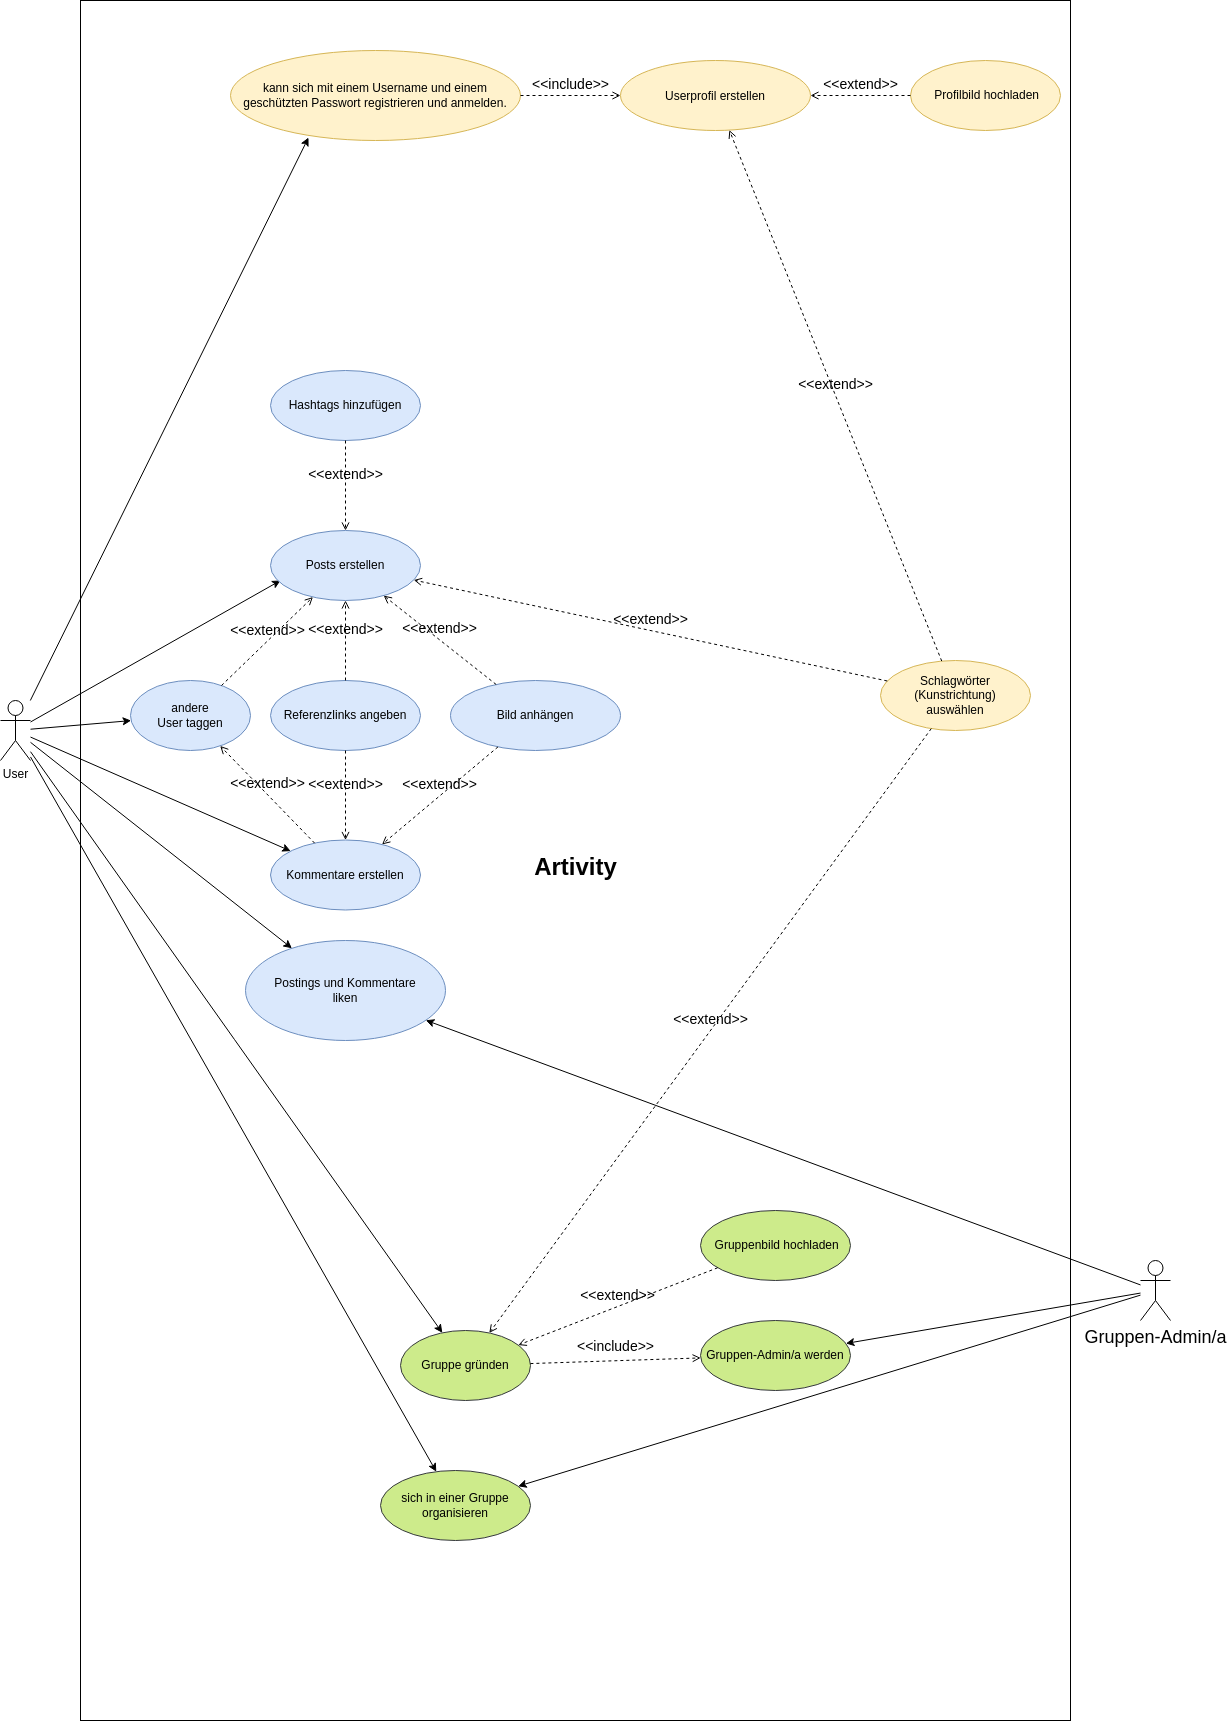 kann sich mit einem Username und einem
geschützten Passwort registrieren und anmelden.
<<include>>
Userprofil erstellen
<<extend>>
Profilbild hochladen
<<extend>>
Hashtags hinzufügen
<<extend>>
Posts erstellen
<<extend>>
<<extend>>
<<extend>>
<<extend>>
Schlagwörter
(Kunstrichtung)
auswählen
andere
User taggen
Referenzlinks angeben
Bild anhängen
User
<<extend>>
<<extend>>
<<extend>>
Kommentare erstellen
Artivity
Postings und Kommentare
liken
<<extend>>
Gruppenbild hochladen
<<extend>>
<<include>>
Gruppen-Admin/a
Gruppe gründen
Gruppen-Admin/a werden
sich in einer Gruppe
organisieren